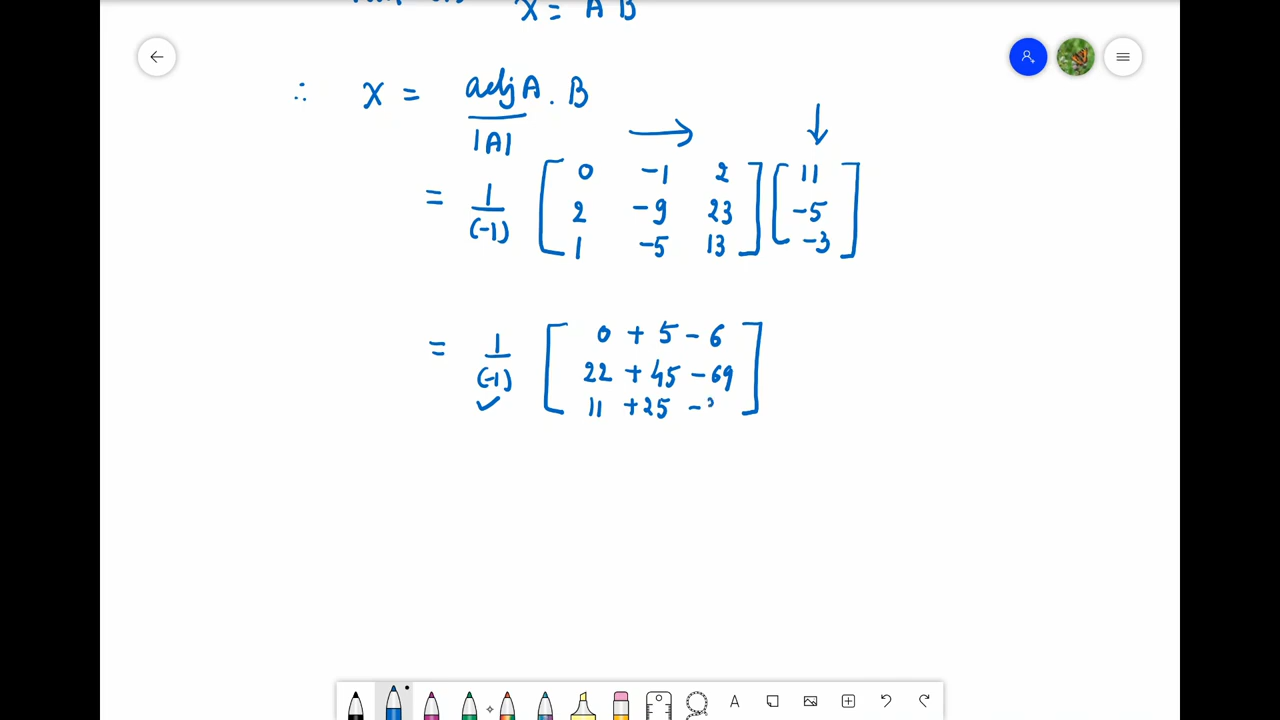 X = A B
∴ X = adjA . B
|A|
= 1/(-1) [ 0 -1 2 ] [ 11 ]
2 -9 23 -5
1 -5 13 -3
= 1/(-1) [ 0 + 5 - 6 ]
22 + 45 - 69
11 + 25 -
A